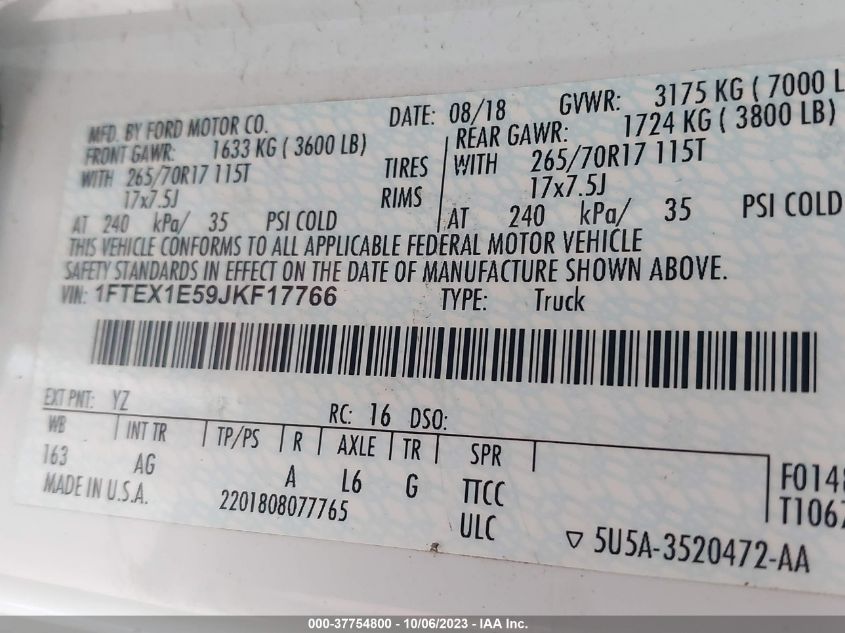 MFD. BY FORD MOTOR CO.
DATE: 08/18 GVWR: 3175 KG ( 7000 L
FRONT GAWR: 1633 KG ( 3600 LB)
REAR GAWR: 1724 KG ( 3800 LB)
WITH 265/70R17 115T TIRES WITH 265/70R17 115T
17x7.5J RIMS 17x7.5J
AT 240 kPa/ 35 PSI COLD AT 240 kPa/ 35 PSI COLD
THIS VEHICLE CONFORMS TO ALL APPLICABLE FEDERAL MOTOR VEHICLE
SAFETY STANDARDS IN EFFECT ON THE DATE OF MANUFACTURE SHOWN ABOVE.
VIN: 1FTEX1E59JKF17766 TYPE: Truck
EXT PNT: YZ RC: 16 DSO:
WB INT TR TP/PS R AXLE TR SPR
163 AG A L6 G TTCC
F0148
MADE IN U.S.A. 2201808077765 ULC
T1067
5U5A-3520472-AA
000-37754800 - 10/06/2023 - IAA Inc.